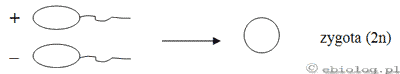 +
–
zygota (2n)
© ebiolog.pl